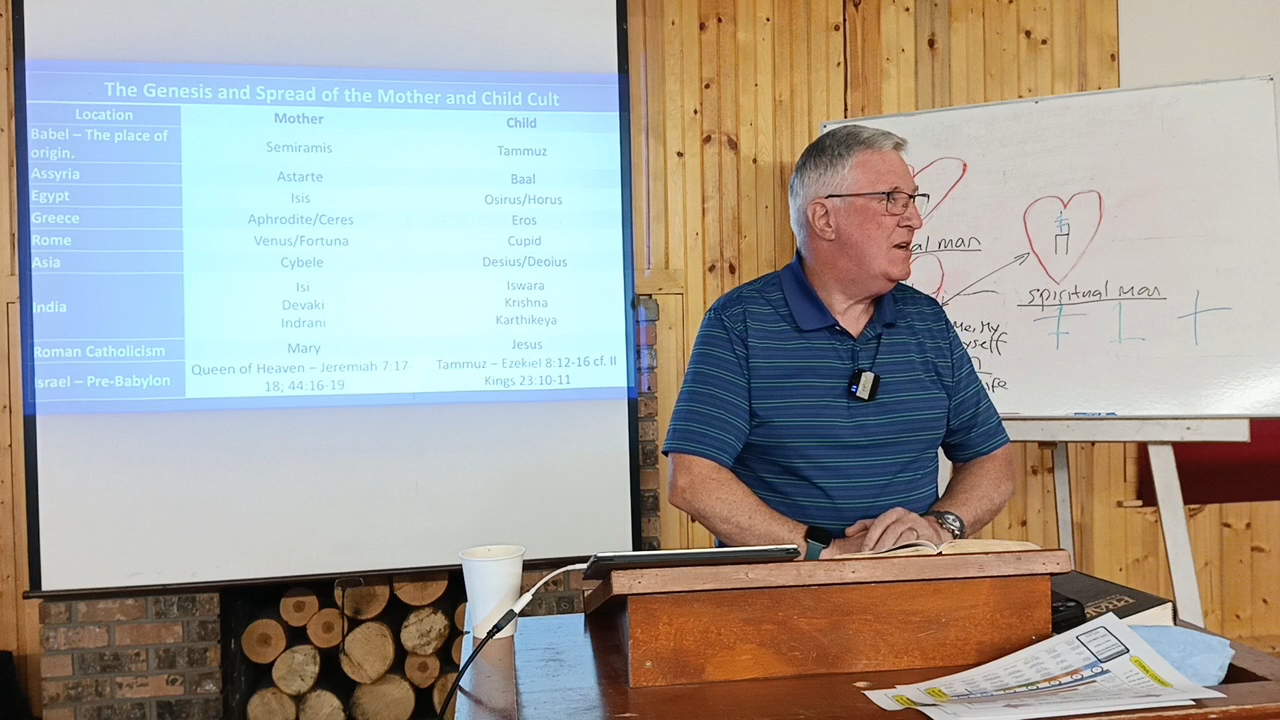 The Genesis and Spread of the Mother and Child Cult
Location Mother Child
Babel – The place of origin. Semiramis Tammuz
Assyria Astarte Baal
Egypt Isis Osirus/Horus
Greece Aphrodite/Ceres Eros
Rome Venus/Fortuna Cupid
Asia Cybele Desius/Deoius
India Isi Iswara
Devaki Krishna
Indrani Karthikeya
Roman Catholicism Mary Jesus
Israel – Pre-Babylon Queen of Heaven – Jeremiah 7:17-18; 44:16-19 Tammuz – Ezekiel 8:12-16 cf. II Kings 23:10-11
al man
spiritual man
Me, My
yself
ife